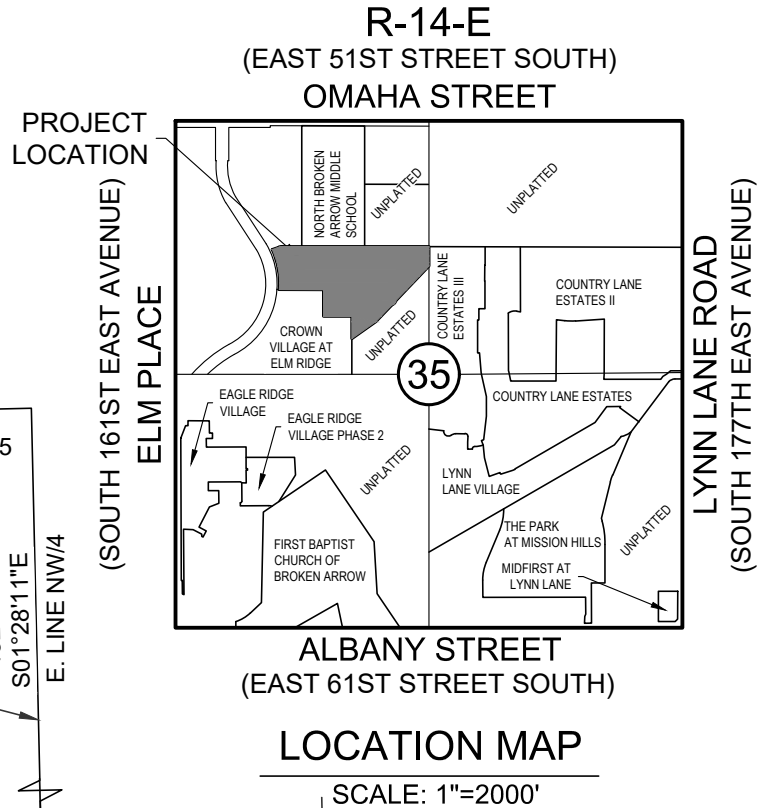 R-14-E
(EAST 51ST STREET SOUTH)
OMAHA STREET
PROJECT
LOCATION
(SOUTH 161ST EAST AVENUE)
ELM PLACE
NORTH BROKEN
ARROW MIDDLE
SCHOOL
UNPLATTED
UNPLATTED
COUNTRY LANE
ESTATES III
COUNTRY LANE
ESTATES II
CROWN
VILLAGE AT
ELM RIDGE
UNPLATTED
35
LYNN LANE ROAD
(SOUTH 177TH EAST AVENUE)
EAGLE RIDGE
VILLAGE
EAGLE RIDGE
VILLAGE PHASE 2
UNPLATTED
COUNTRY LANE ESTATES
LYNN
LANE VILLAGE
FIRST BAPTIST
CHURCH OF
BROKEN ARROW
THE PARK
AT MISSION HILLS
UNPLATTED
MIDFIRST AT
LYNN LANE
ALBANY STREET
(EAST 61ST STREET SOUTH)
LOCATION MAP
SCALE: 1"=2000'
5
S01°28'11"E
E. LINE NW/4